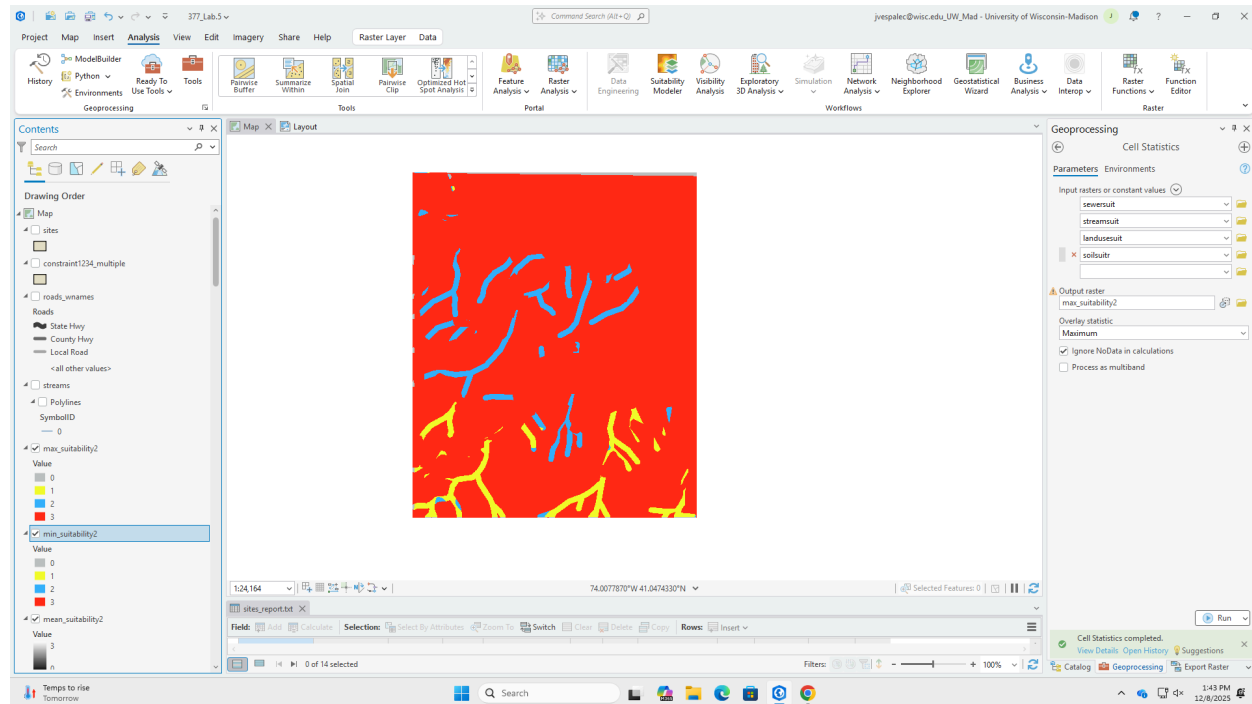 377_Lab.5
Command Search (Alt+Q)
jvespalec@wisc.edu_UW_Mad - University of Wisconsin-Madison
J
?
Project Map Insert Analysis View Edit Imagery Share Help Raster Layer Data
History
ModelBuilder
Python
Environments
Ready To Use Tools
Tools
Pairwise Buffer
Summarize Within
Spatial Join
Pairwise Clip
Optimized Hot Spot Analysis
Feature Analysis
Raster Analysis
Data Engineering
Suitability Modeler
Visibility Analysis
Exploratory 3D Analysis
Simulation
Network Analysis
Neighborhood Explorer
Geostatistical Wizard
Business Analysis
Data Interop
Raster Functions
Function Editor
Geoprocessing
Tools
Portal
Workflows
Raster
Contents
Search
Drawing Order
Map
sites
constraint1234_multiple
roads_wnames
Roads
State Hwy
County Hwy
Local Road
<all other values>
streams
Polylines
SymbolID
0
max_suitability2
Value
0
1
2
3
min_suitability2
Value
0
1
2
3
mean_suitability2
Value
3
0
Map
Layout
1:24,164
74.0077870°W 41.0474330°N
Selected Features: 0
sites_report.txt
Field: Add Calculate Selection: Select By Attributes Zoom To Switch Clear Delete Copy Rows: Insert
0 of 14 selected
Filters:
- + 100%
Geoprocessing
Cell Statistics
Parameters Environments
Input rasters or constant values
sewersuit
streamsuit
landusesuit
soilsuitr
Output raster
max_suitability2
Overlay statistic
Maximum
Ignore NoData in calculations
Process as multiband
Run
Cell Statistics completed.
View Details Open History Suggestions
Catalog Geoprocessing Export Raster
Temps to rise
Tomorrow
Search
1:43 PM
12/8/2025